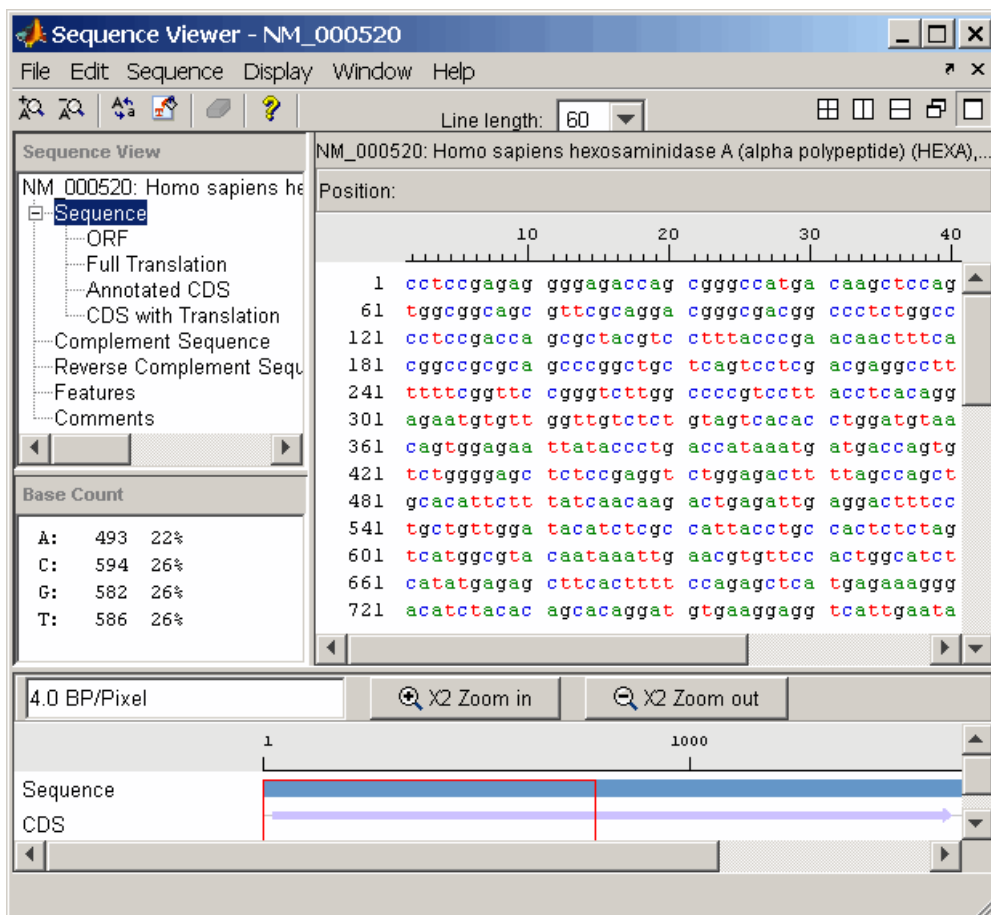 Sequence Viewer - NM_000520
File Edit Sequence Display Window Help
Line length: 60
Sequence View
NM_000520: Homo sapiens he
Sequence
ORF
Full Translation
Annotated CDS
CDS with Translation
Complement Sequence
Reverse Complement Sequ
Features
Comments
Base Count
A: 493 22%
C: 594 26%
G: 582 26%
T: 586 26%
NM_000520: Homo sapiens hexosaminidase A (alpha polypeptide) (HEXA),...
Position:
10 20 30 40
1 cctccgagag gggagaccag cgggccatga caagctccag
61 tggcggcagc gttcgcagga cgggcgacgg ccctctggcc
121 cctccgacca gcgctacgtc ctttacccga acaactttca
181 cggccgcgca gcccggctgc tcagtcctcg acgaggcctt
241 ttttcggttc cgggtcttgg ccccgtcctt acctcacagg
301 agaatgtgtt ggttgtctct gtagtcacac ctggatgtaa
361 cagtggagaa ttataccctg accataaatg atgaccagtg
421 tctggggagc tctccgaggt ctggagactt ttagccagct
481 gcacattctt tatcaacaag actgagattg aggactttcc
541 tgctgttgga tacatctcgc cattacctgc cactctctag
601 tcatggcgta caataaattg aacgtgttcc actggcatct
661 catatgagag cttcactttt ccagagctca tgagaaaggg
721 acatctacac agcacaggat gtgaaggagg tcattgaata
4.0 BP/Pixel X2 Zoom in X2 Zoom out
1 1000
Sequence
CDS